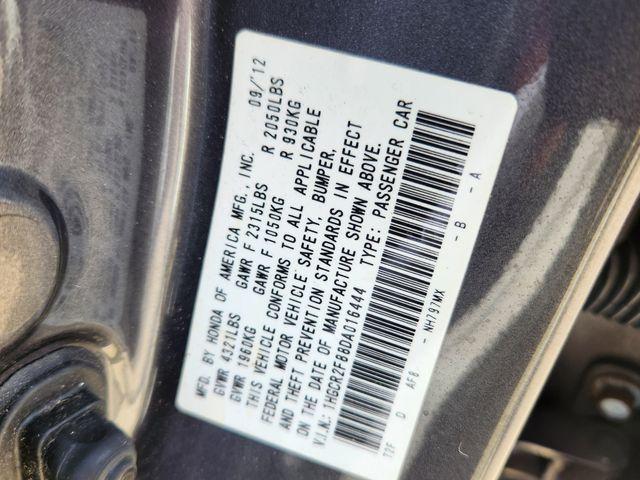 MFD. BY HONDA OF AMERICA MFG., INC. 09/'12
GVWR 4321LBS GAWR F 2315LBS R 2050LBS
GVWR 1960KG GAWR F 1050KG R 930KG
THIS VEHICLE CONFORMS TO ALL APPLICABLE
FEDERAL MOTOR VEHICLE SAFETY, BUMPER,
AND THEFT PREVENTION STANDARDS IN EFFECT
ON THE DATE OF MANUFACTURE SHOWN ABOVE.
V.I.N.: 1HGCR2F88DA016444 TYPE: PASSENGER CAR
T2F D AF8 - NH797MX - B - A